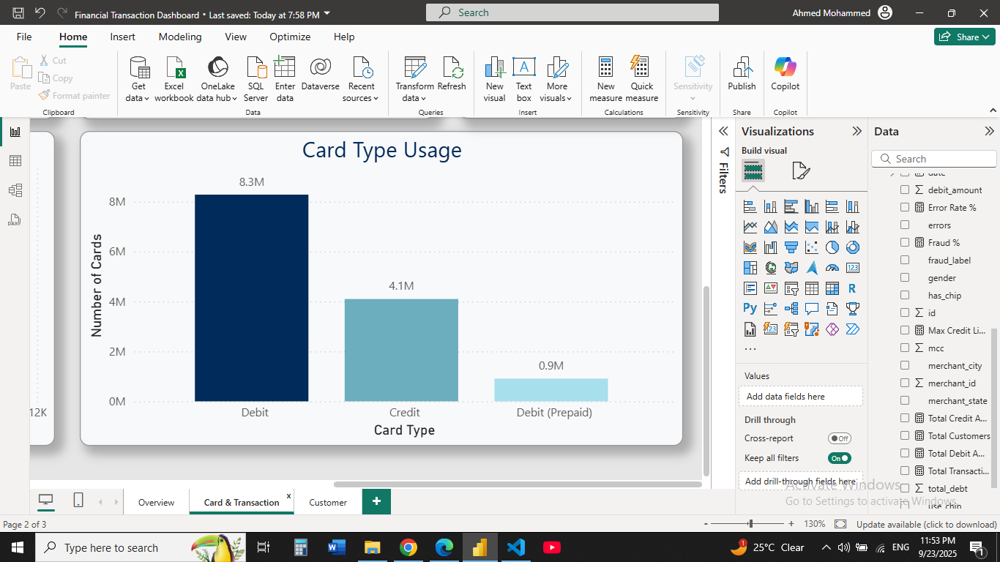 Financial Transaction Dashboard • Last saved: Today at 7:58 PM
Search
Ahmed Mohammed
File
Home
Insert
Modeling
View
Optimize
Help
Share
Paste
Cut
Copy
Format painter
Clipboard
Get data
Excel workbook
OneLake data hub
SQL Server
Enter data
Dataverse
Recent sources
Data
Transform data
Refresh
Queries
New visual
Text box
More visuals
Insert
New measure
Quick measure
Calculations
Sensitivity
Sensitivity
Publish
Share
Copilot
Copilot
12K
Card Type Usage
Number of Cards
8M
6M
4M
2M
0M
8.3M
4.1M
0.9M
Debit
Credit
Debit (Prepaid)
Card Type
Filters
Visualizations
Build visual
123
R
Py
123
...
Values
Add data fields here
Drill through
Cross-report
Off
Keep all filters
On
Add drill-through fields here
Data
Search
date
debit_amount
Error Rate %
errors
Fraud %
fraud_label
gender
has_chip
id
Max Credit Li...
mcc
merchant_city
merchant_id
merchant_state
Total Credit A...
Total Customers
Total Debit A...
Total Transacti...
total_debt
use_chip
Activate Windows
Go to Settings to activate Windows.
Overview
Card & Transaction
x
Customer
+
Page 2 of 3
- + 130%
Update available (click to download)
Type here to search
1
25°C Clear
ENG
11:53 PM
9/23/2025
1